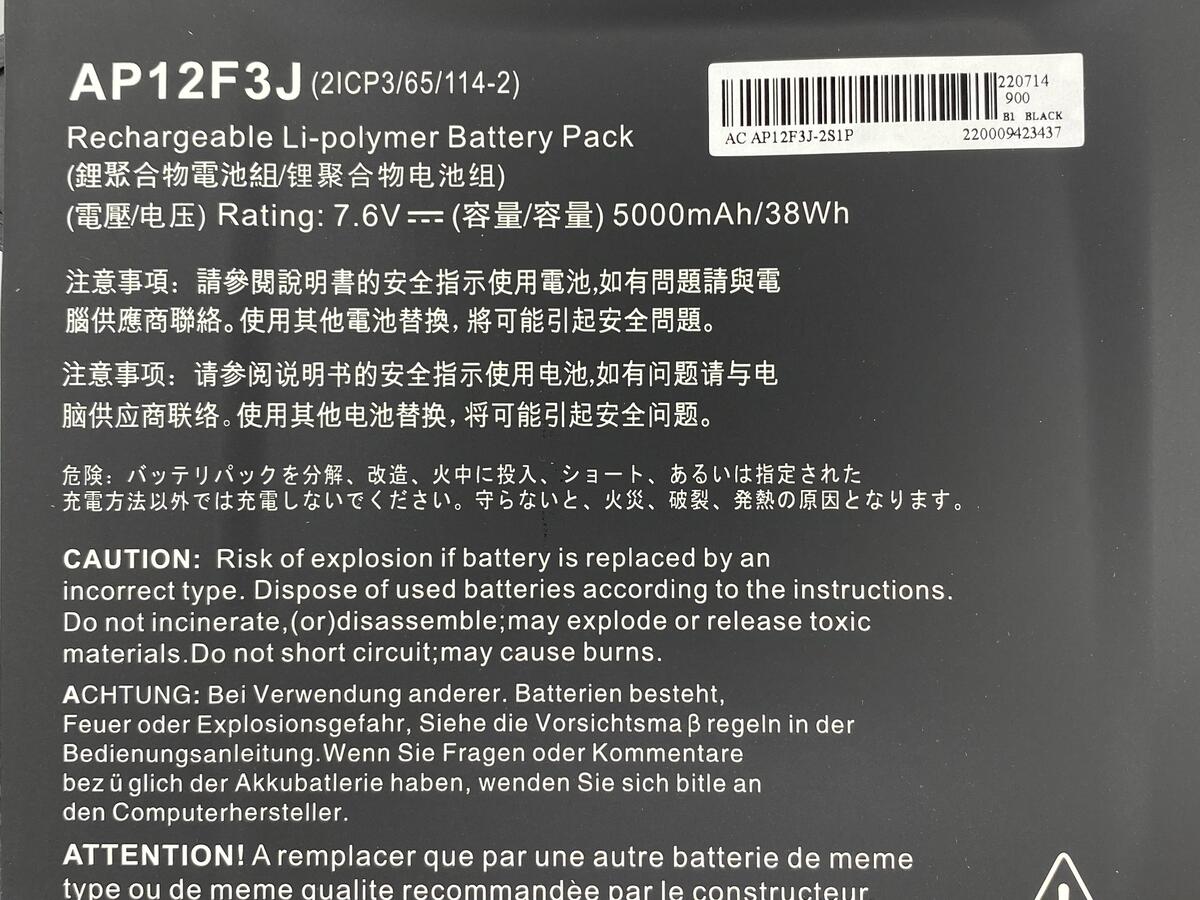 AP12F3J (2ICP3/65/114-2)
220714
900
B1 BLACK
AC AP12F3J-2S1P 220009423437
Rechargeable Li-polymer Battery Pack
(鋰聚合物電池組/锂聚合物电池组)
(電壓/电压) Rating: 7.6V⎓(容量/容量) 5000mAh/38Wh
注意事項：請參閱說明書的安全指示使用電池,如有問題請與電
腦供應商聯絡。使用其他電池替換，將可能引起安全問題。
注意事项：请参阅说明书的安全指示使用电池,如有问题请与电
脑供应商联络。使用其他电池替换，将可能引起安全问题。
危険：バッテリパックを分解、改造、火中に投入、ショート、あるいは指定された
充電方法以外では充電しないでください。守らないと、火災、破裂、発熱の原因となります。
CAUTION: Risk of explosion if battery is replaced by an
incorrect type. Dispose of used batteries according to the instructions.
Do not incinerate,(or)disassemble;may explode or release toxic
materials.Do not short circuit;may cause burns.
ACHTUNG: Bei Verwendung anderer. Batterien besteht,
Feuer oder Explosionsgefahr, Siehe die Vorsichtsma β regeln in der
Bedienungsanleitung.Wenn Sie Fragen oder Kommentare
bez ü glich der Akkubatlerie haben, wenden Sie sich bitle an
den Computerhersteller.
ATTENTION! A remplacer que par une autre batterie de meme
type ou de meme qualite recommandèe par le constructeur